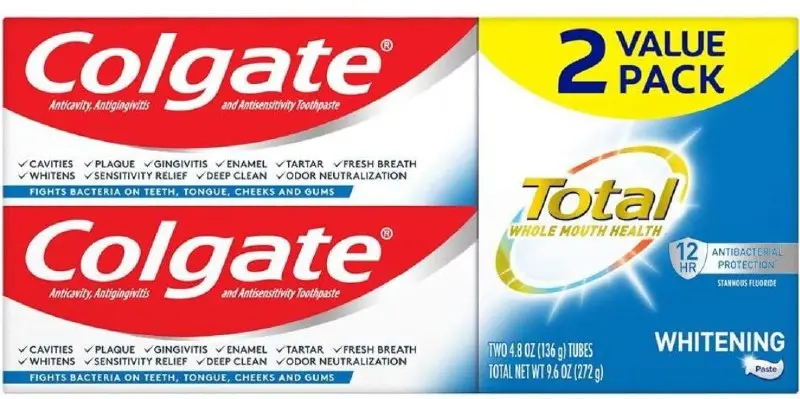 Colgate®
Anticavity, Antigingivitis and Antisensitivity Toothpaste
✓CAVITIES ✓PLAQUE ✓GINGIVITIS ✓ENAMEL ✓TARTAR ✓FRESH BREATH
✓WHITENS ✓SENSITIVITY RELIEF ✓DEEP CLEAN ✓ODOR NEUTRALIZATION
FIGHTS BACTERIA ON TEETH, TONGUE, CHEEKS AND GUMS
Colgate®
Anticavity, Antigingivitis and Antisensitivity Toothpaste
✓CAVITIES ✓PLAQUE ✓GINGIVITIS ✓ENAMEL ✓TARTAR ✓FRESH BREATH
✓WHITENS ✓SENSITIVITY RELIEF ✓DEEP CLEAN ✓ODOR NEUTRALIZATION
FIGHTS BACTERIA ON TEETH, TONGUE, CHEEKS AND GUMS
2 VALUE
PACK
Total
WHOLE MOUTH HEALTH
12
HR
ANTIBACTERIAL
PROTECTION*
STANNOUS FLUORIDE
TWO 4.8 OZ (136 g) TUBES
TOTAL NET WT 9.6 OZ (272 g)
WHITENING
Paste